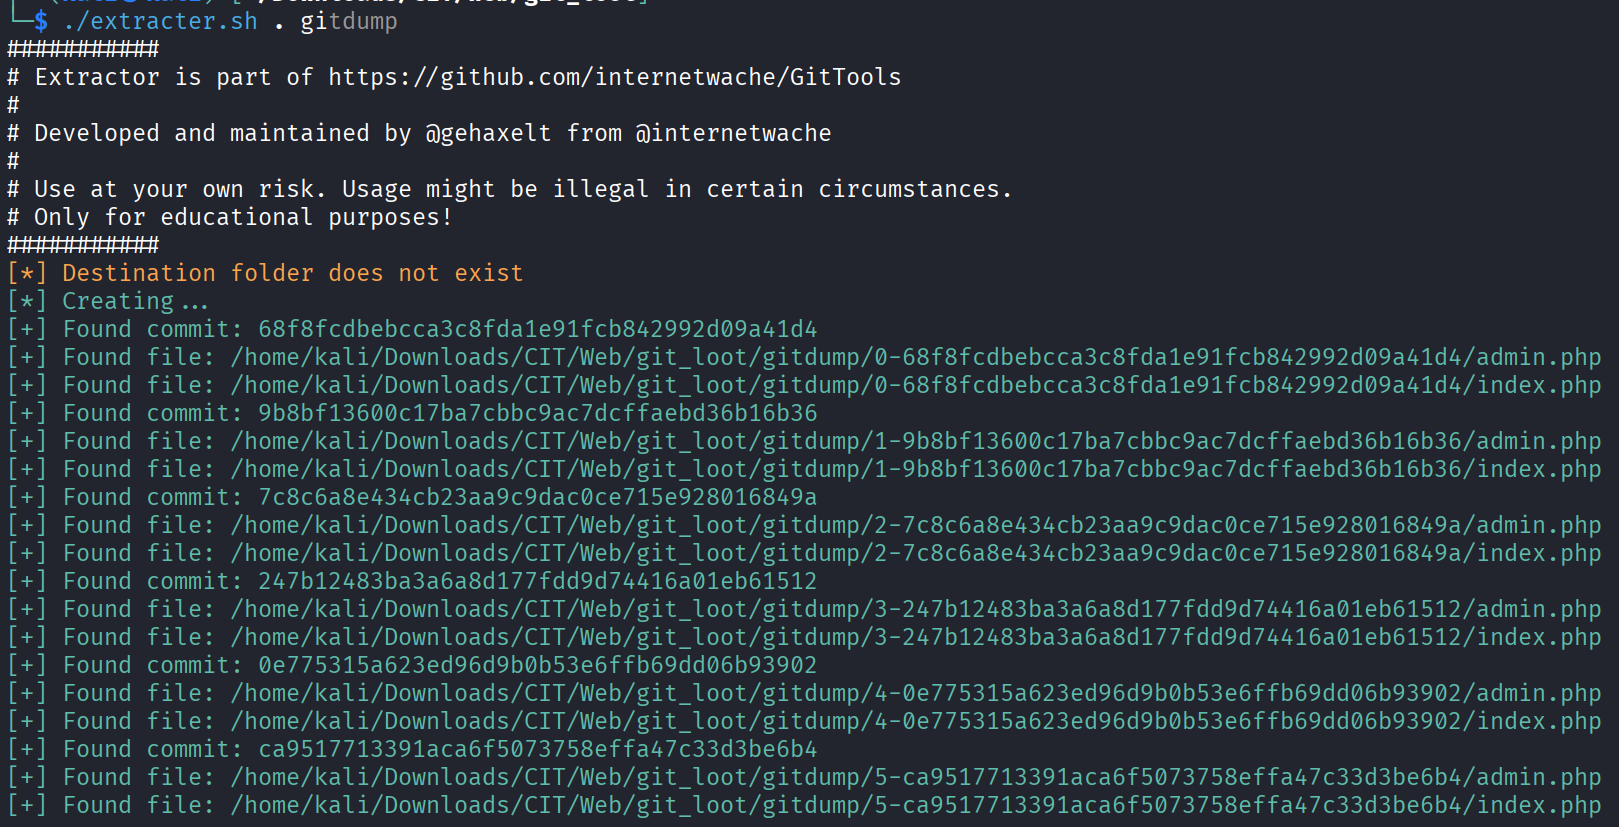 └─$ ./extracter.sh . gitdump
###########
# Extractor is part of https://github.com/internetwache/GitTools
#
# Developed and maintained by @gehaxelt from @internetwache
#
# Use at your own risk. Usage might be illegal in certain circumstances.
# Only for educational purposes!
###########
[*] Destination folder does not exist
[*] Creating...
[+] Found commit: 68f8fcdbebcca3c8fda1e91fcb842992d09a41d4
[+] Found file: /home/kali/Downloads/CIT/Web/git_loot/gitdump/0-68f8fcdbebcca3c8fda1e91fcb842992d09a41d4/admin.php
[+] Found file: /home/kali/Downloads/CIT/Web/git_loot/gitdump/0-68f8fcdbebcca3c8fda1e91fcb842992d09a41d4/index.php
[+] Found commit: 9b8bf13600c17ba7cbbc9ac7dcffaebd36b16b36
[+] Found file: /home/kali/Downloads/CIT/Web/git_loot/gitdump/1-9b8bf13600c17ba7cbbc9ac7dcffaebd36b16b36/admin.php
[+] Found file: /home/kali/Downloads/CIT/Web/git_loot/gitdump/1-9b8bf13600c17ba7cbbc9ac7dcffaebd36b16b36/index.php
[+] Found commit: 7c8c6a8e434cb23aa9c9dac0ce715e928016849a
[+] Found file: /home/kali/Downloads/CIT/Web/git_loot/gitdump/2-7c8c6a8e434cb23aa9c9dac0ce715e928016849a/admin.php
[+] Found file: /home/kali/Downloads/CIT/Web/git_loot/gitdump/2-7c8c6a8e434cb23aa9c9dac0ce715e928016849a/index.php
[+] Found commit: 247b12483ba3a6a8d177fdd9d74416a01eb61512
[+] Found file: /home/kali/Downloads/CIT/Web/git_loot/gitdump/3-247b12483ba3a6a8d177fdd9d74416a01eb61512/admin.php
[+] Found file: /home/kali/Downloads/CIT/Web/git_loot/gitdump/3-247b12483ba3a6a8d177fdd9d74416a01eb61512/index.php
[+] Found commit: 0e775315a623ed96d9b0b53e6ffb69dd06b93902
[+] Found file: /home/kali/Downloads/CIT/Web/git_loot/gitdump/4-0e775315a623ed96d9b0b53e6ffb69dd06b93902/admin.php
[+] Found file: /home/kali/Downloads/CIT/Web/git_loot/gitdump/4-0e775315a623ed96d9b0b53e6ffb69dd06b93902/index.php
[+] Found commit: ca9517713391aca6f5073758effa47c33d3be6b4
[+] Found file: /home/kali/Downloads/CIT/Web/git_loot/gitdump/5-ca9517713391aca6f5073758effa47c33d3be6b4/admin.php
[+] Found file: /home/kali/Downloads/CIT/Web/git_loot/gitdump/5-ca9517713391aca6f5073758effa47c33d3be6b4/index.php